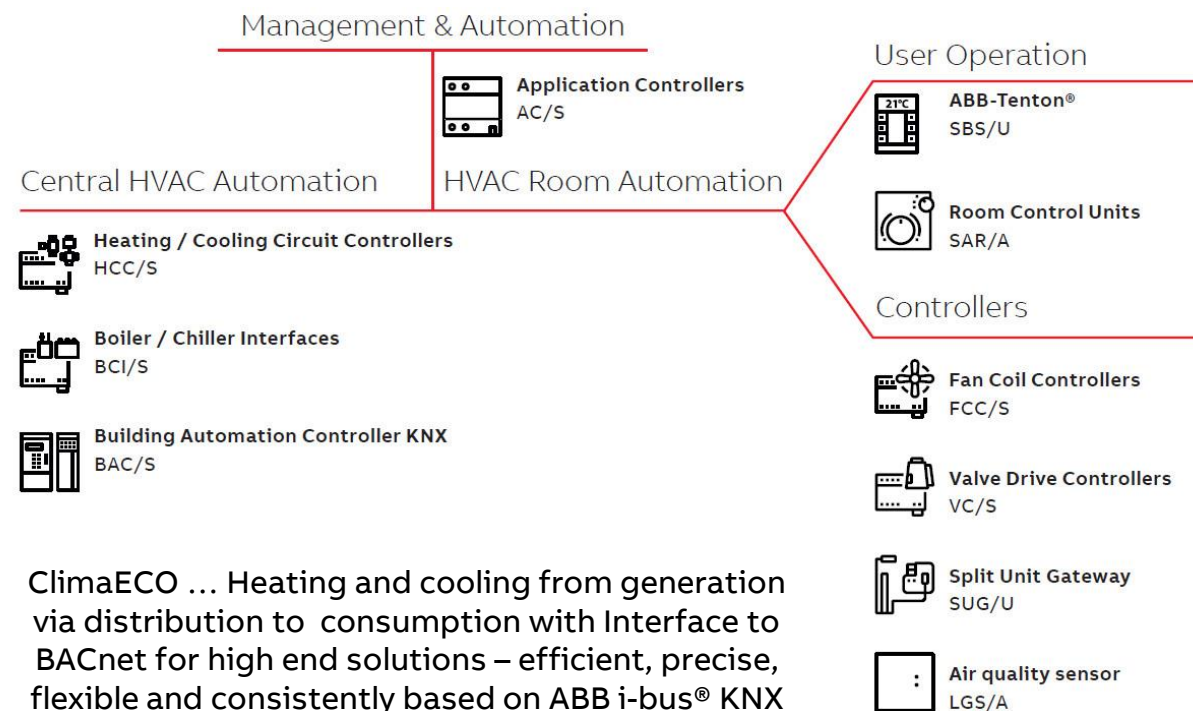 Management & Automation
Application Controllers
AC/S
Central HVAC Automation
HVAC Room Automation
Heating / Cooling Circuit Controllers
HCC/S
Boiler / Chiller Interfaces
BCI/S
Building Automation Controller KNX
BAC/S
User Operation
21°C
ABB-Tenton®
SBS/U
Room Control Units
SAR/A
Controllers
Fan Coil Controllers
FCC/S
Valve Drive Controllers
VC/S
Split Unit Gateway
SUG/U
Air quality sensor
LGS/A
ClimaECO ... Heating and cooling from generation
via distribution to consumption with Interface to
BACnet for high end solutions – efficient, precise,
flexible and consistently based on ABB i-bus® KNX